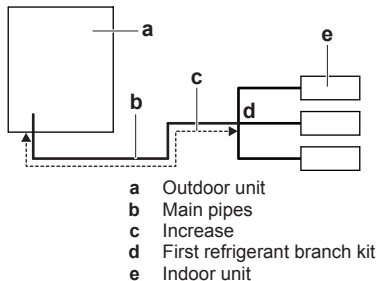 a
e
c
b
d
a Outdoor unit
b Main pipes
c Increase
d First refrigerant branch kit
e Indoor unit